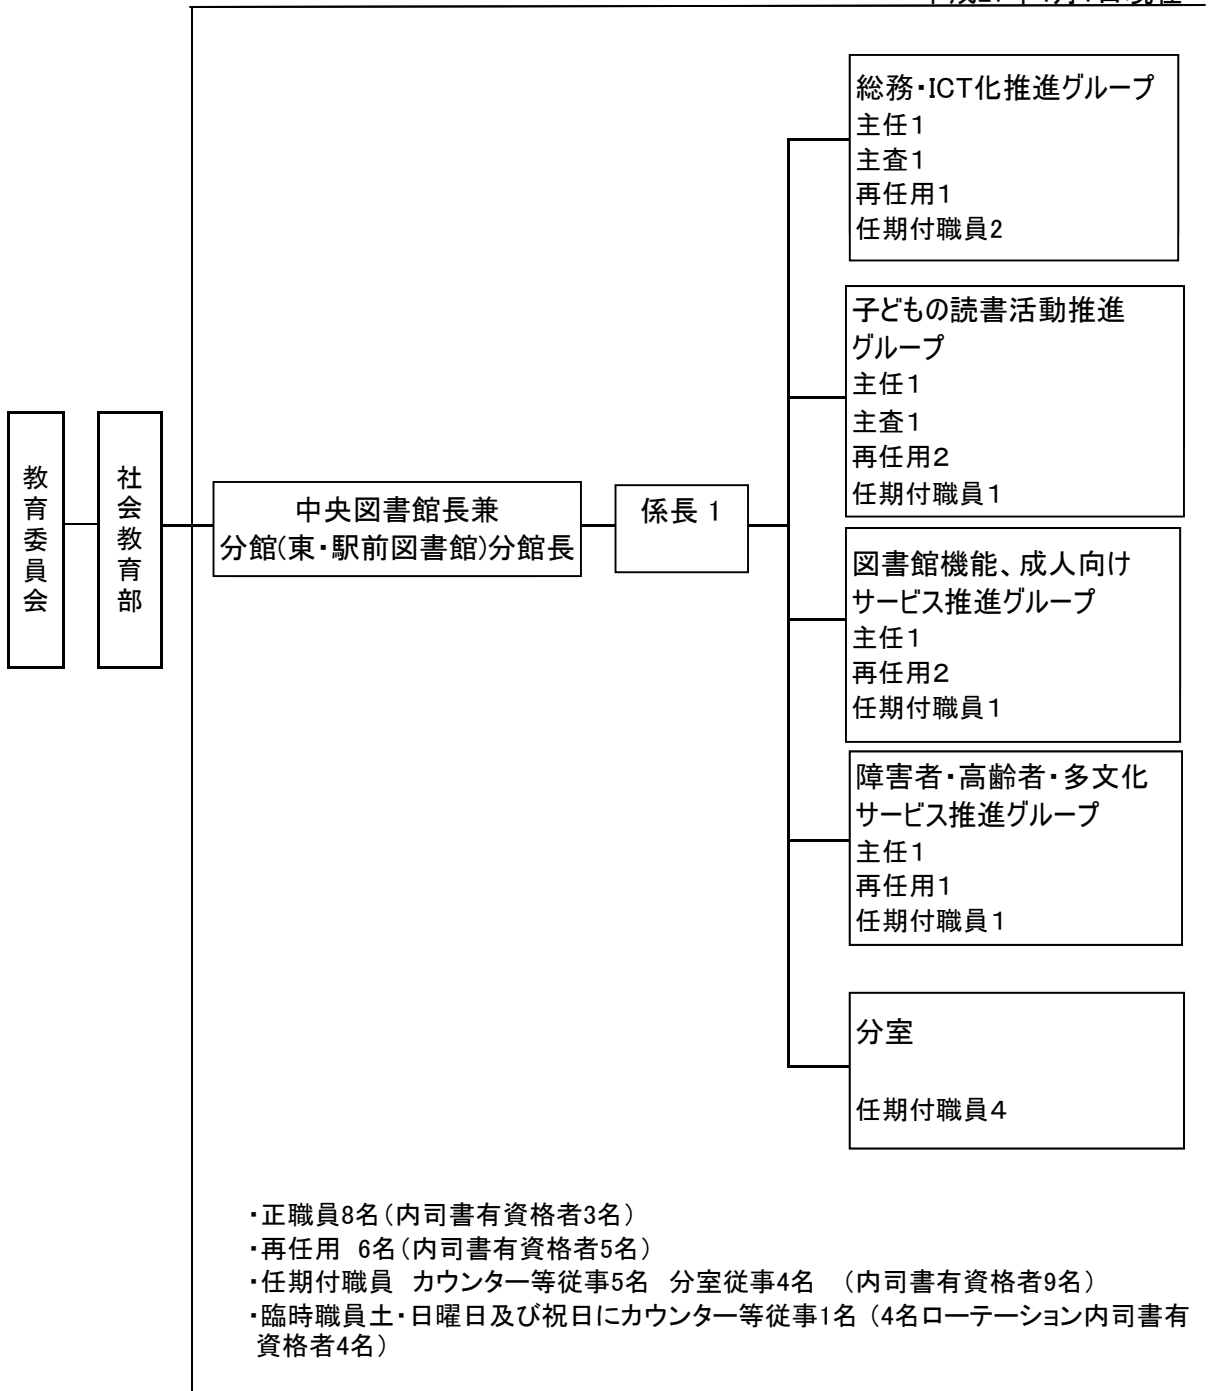 教育委員会
社会教育部
中央図書館長兼
分館(東・駅前図書館)分館長
係長 1
総務・ICT化推進グループ
主任1
主査1
再任用1
任期付職員2
子どもの読書活動推進
グループ
主任1
主査1
再任用2
任期付職員1
図書館機能、成人向け
サービス推進グループ
主任1
再任用2
任期付職員1
障害者・高齢者・多文化
サービス推進グループ
主任1
再任用1
任期付職員1
分室
任期付職員4
・正職員8名(内司書有資格者3名)
・再任用 6名(内司書有資格者5名)
・任期付職員 カウンター等従事5名 分室従事4名 (内司書有資格者9名)
・臨時職員土・日曜日及び祝日にカウンター等従事1名 (4名ローテーション内司書有
資格者4名)